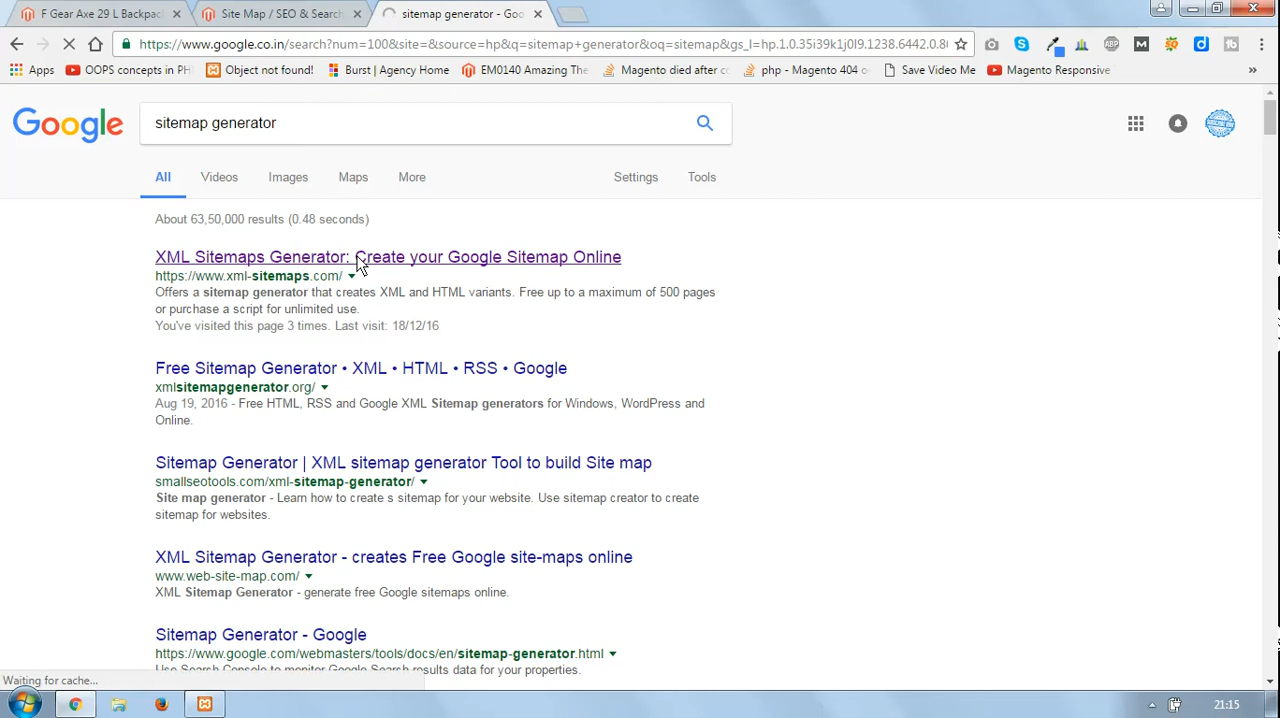 F Gear Axe 29 L Backpac
Site Map / SEO & Search
sitemap generator - Goo
https://www.google.co.in/search?num=100&site=&source=hp&q=sitemap+generator&oq=sitemap&gs_l=hp.1.0.35i39k1j0l9.1238.6442.0.80
Apps
OOPS concepts in PH
Object not found!
Burst | Agency Home
EM0140 Amazing The
Magento died after c
php - Magento 404 o
Save Video Me
Magento Responsive
»
Google
sitemap generator
All
Videos
Images
Maps
More
Settings
Tools
About 63,50,000 results (0.48 seconds)
XML Sitemaps Generator: Create your Google Sitemap Online
https://www.xml-sitemaps.com/
Offers a sitemap generator that creates XML and HTML variants. Free up to a maximum of 500 pages
or purchase a script for unlimited use.
You've visited this page 3 times. Last visit: 18/12/16
Free Sitemap Generator • XML • HTML • RSS • Google
xmlsitemapgenerator.org/
Aug 19, 2016 - Free HTML, RSS and Google XML Sitemap generators for Windows, WordPress and
Online.
Sitemap Generator | XML sitemap generator Tool to build Site map
smallseotools.com/xml-sitemap-generator/
Site map generator - Learn how to create s sitemap for your website. Use sitemap creator to create
sitemap for websites.
XML Sitemap Generator - creates Free Google site-maps online
www.web-site-map.com/
XML Sitemap Generator - generate free Google sitemaps online.
Sitemap Generator - Google
https://www.google.com/webmasters/tools/docs/en/sitemap-generator.html
Use Search Console to monitor Google Search results data for your properties.
Waiting for cache...
21:15